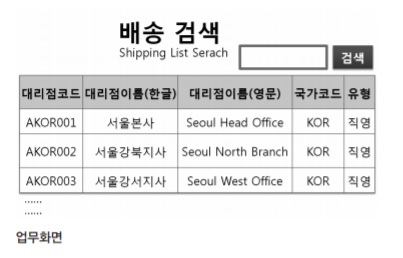 배송 검색
Shipping List Serach
검색
대리점코드 대리점이름(한글) 대리점이름(영문) 국가코드 유형
AKOR001 서울본사 Seoul Head Office KOR 직영
AKOR002 서울강북지사 Seoul North Branch KOR 직영
AKOR003 서울강서지사 Seoul West Office KOR 직영
......
......
업무화면